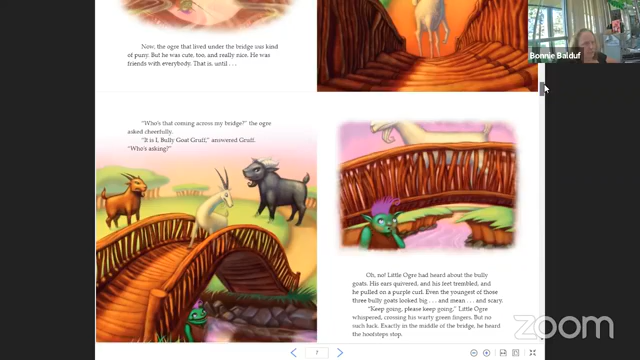 Now, the ogre that lived under the bridge was kind
of puny. But he was cute, too, and really nice. He was
friends with everybody. That is, until . . .
Bonnie Balduf
"Who's that coming across my bridge?" the ogre
asked cheerfully.
"It is I, Bully Goat Gruff," answered Gruff.
"Who's asking?"
Oh, no! Little Ogre had heard about the bully
goats. His ears quivered, and his feet trembled, and
he pulled on a purple curl. Even the youngest of those
three bully goats looked big . . . and mean . . . and scary.
"Keep going, please keep going," Little Ogre
whispered, crossing his warty green fingers. But no
such luck. Exactly in the middle of the bridge, he heard
the hoofsteps stop.
7
zoom